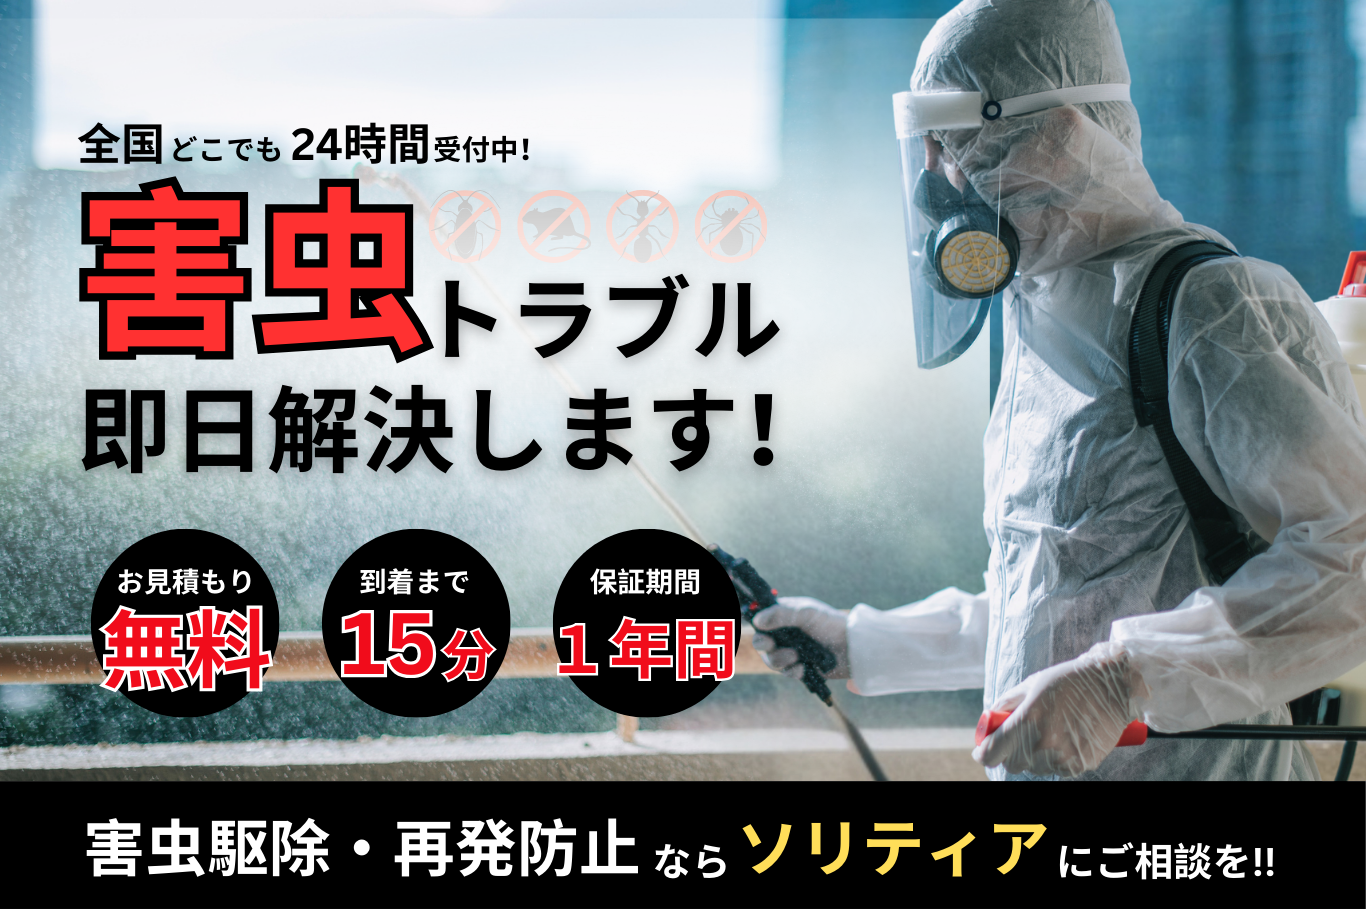 全国どこでも24時間受付中!
害虫トラブル
即日解決します!
お見積もり
無料
到着まで
15分
保証期間
1年間
害虫駆除・再発防止ならソリティアにご相談を!!